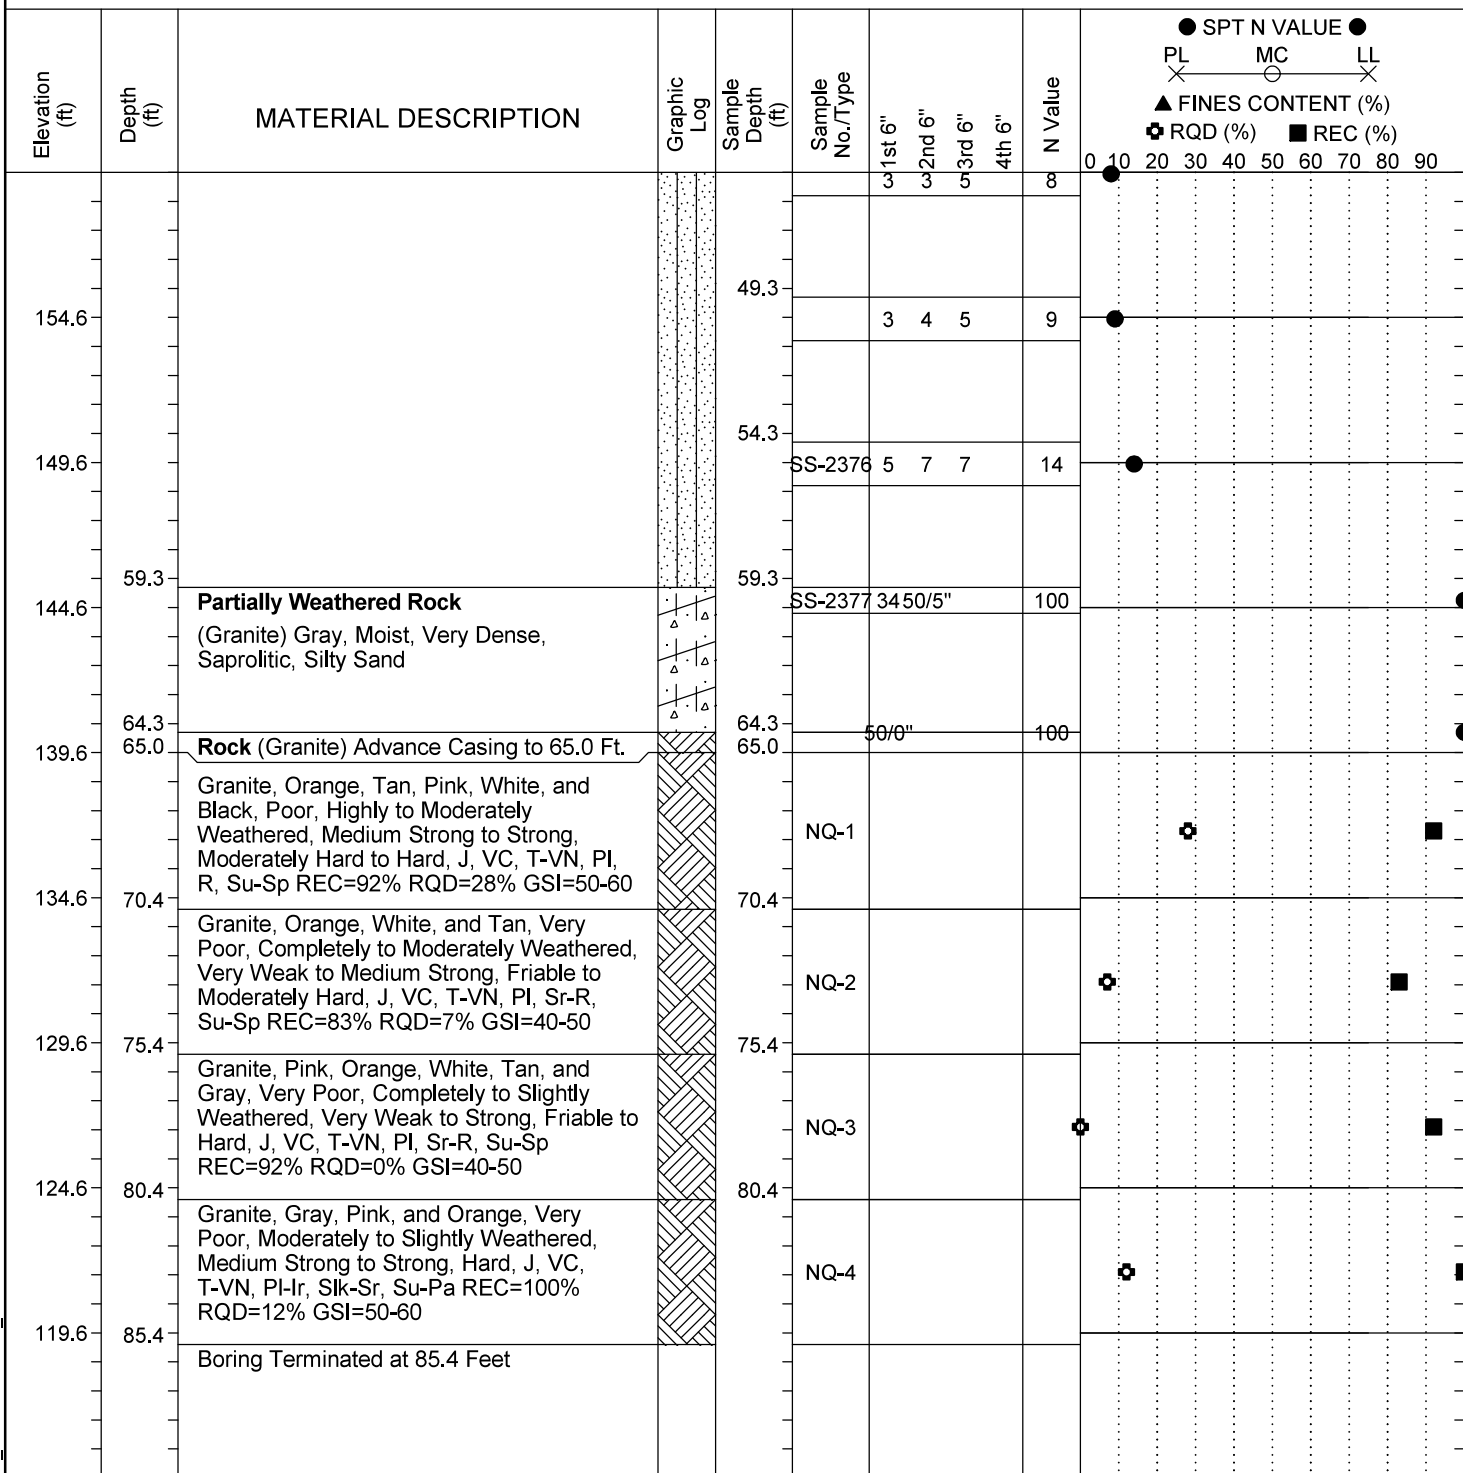 Elevation (ft)
Depth (ft)
MATERIAL DESCRIPTION
Graphic Log
Sample Depth (ft)
Sample No./Type
1st 6"
2nd 6"
3rd 6"
4th 6"
N Value
SPT N VALUE
PL MC LL
FINES CONTENT (%)
RQD (%) REC (%)
0 10 20 30 40 50 60 70 80 90
3 3 5 8
49.3
154.6 3 4 5 9
54.3
149.6 SS-2376 5 7 7 14
59.3 59.3
144.6 Partially Weathered Rock SS-2377 34 50/5" 100
(Granite) Gray, Moist, Very Dense,
Saprolitic, Silty Sand
64.3 64.3
50/0" 100
139.6 65.0 Rock (Granite) Advance Casing to 65.0 Ft. 65.0
Granite, Orange, Tan, Pink, White, and
Black, Poor, Highly to Moderately
Weathered, Medium Strong to Strong, NQ-1
Moderately Hard to Hard, J, VC, T-VN, Pl,
R, Su-Sp REC=92% RQD=28% GSI=50-60
134.6 70.4 70.4
Granite, Orange, White, and Tan, Very
Poor, Completely to Moderately Weathered,
Very Weak to Medium Strong, Friable to NQ-2
Moderately Hard, J, VC, T-VN, Pl, Sr-R,
Su-Sp REC=83% RQD=7% GSI=40-50
129.6 75.4 75.4
Granite, Pink, Orange, White, Tan, and
Gray, Very Poor, Completely to Slightly
Weathered, Very Weak to Strong, Friable to NQ-3
Hard, J, VC, T-VN, Pl, Sr-R, Su-Sp
REC=92% RQD=0% GSI=40-50
124.6 80.4 80.4
Granite, Gray, Pink, and Orange, Very
Poor, Moderately to Slightly Weathered,
Medium Strong to Strong, Hard, J, VC, NQ-4
T-VN, Pl-Ir, Slk-Sr, Su-Pa REC=100%
RQD=12% GSI=50-60
119.6 85.4
Boring Terminated at 85.4 Feet